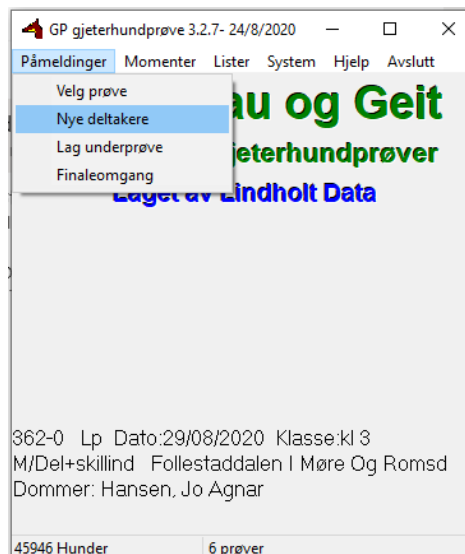 GP gjeterhundprøve 3.2.7- 24/8/2020
Påmeldinger Momenter Lister System Hjelp Avslutt
Velg prøve
Nye deltakere
Lag underprøve
Finaleomgang
au og Geit
jeterhundprøver
Laget av Lindholt Data
362-0 Lp Dato:29/08/2020 Klasse:kl 3
M/Del+skillind Follestaddalen I Møre Og Romsd
Dommer: Hansen, Jo Agnar
45946 Hunder 6 prøver